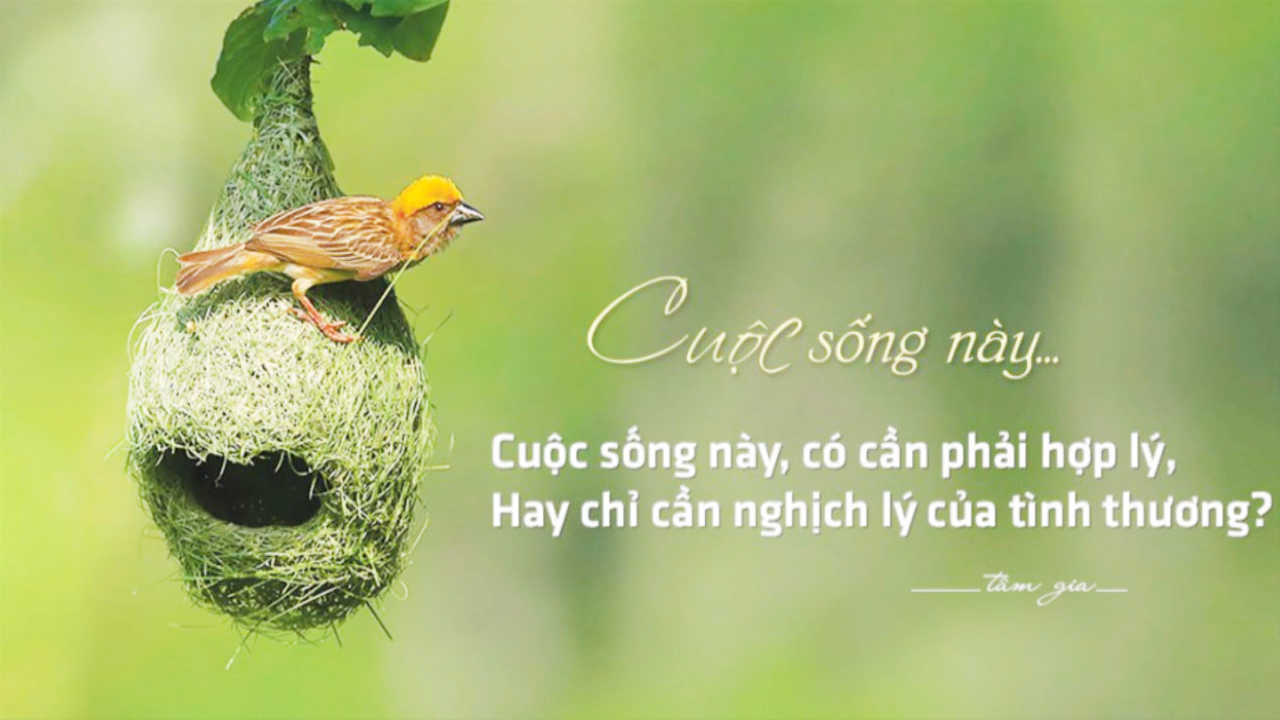 Cuộc sống này...
Cuộc sống này, có cần phải hợp lý,
Hay chỉ cần nghịch lý của tình thương?
tâm gia